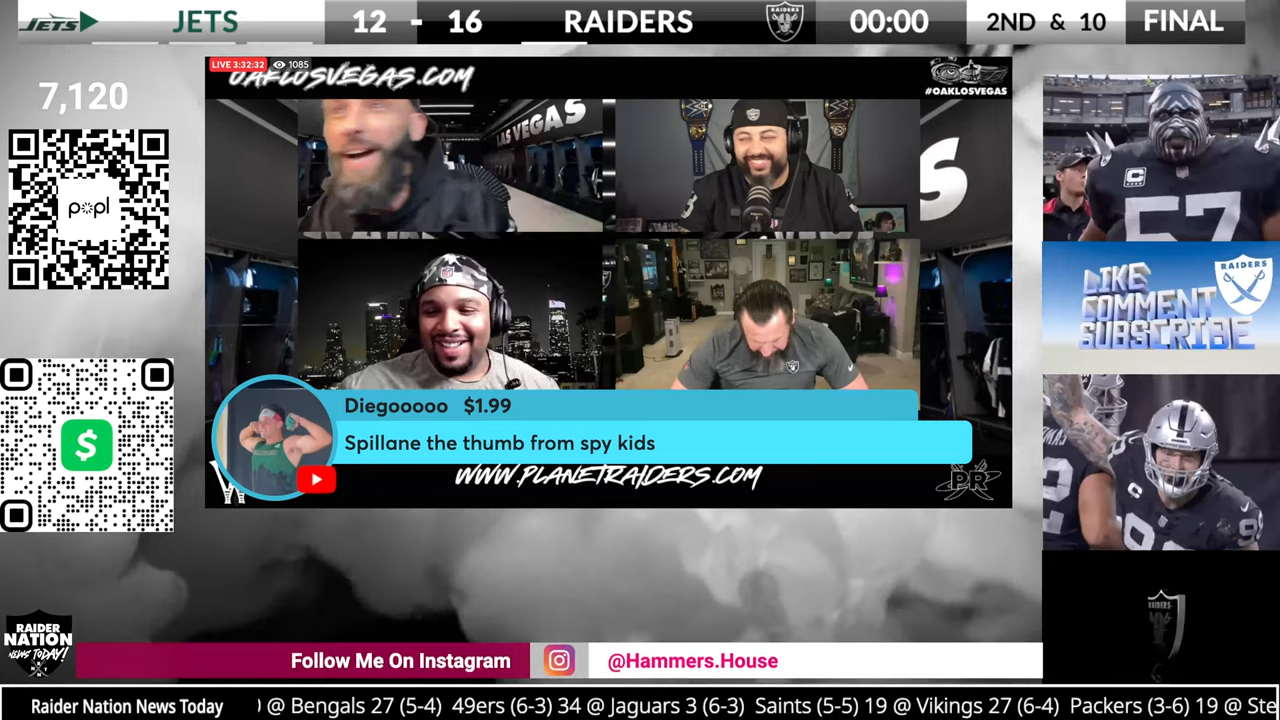 JETS
JETS
12 - 16
RAIDERS
RAIDERS
00:00
2ND & 10
FINAL
7,120
popl
$
LIVE 3:32:32 1085
OAKLOSVEGAS.COM
#OAKLOSVEGAS
LAS VEGAS
S
NFL
C
57
LIKE
COMMENT
SUBSCRIBE
RAIDERS
Diegooooo $1.99
Spillane the thumb from spy kids
WWW.PLANETRAIDERS.COM
PR
C
RAIDERS
RAIDER
NATION
NEWS TODAY!
Follow Me On Instagram
@Hammers.House
Raider Nation News Today
@ Bengals 27 (5-4) 49ers (6-3) 34 @ Jaguars 3 (6-3) Saints (5-5) 19 @ Vikings 27 (6-4) Packers (3-6) 19 @ Ste